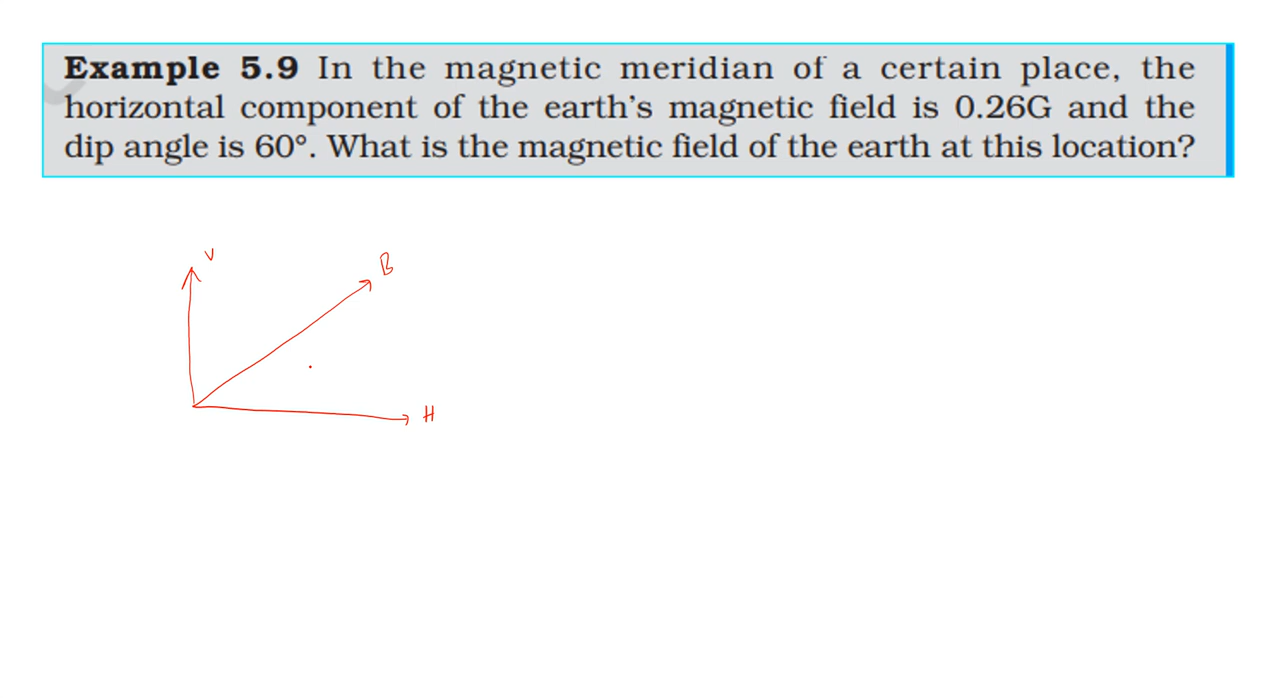 Example 5.9 In the magnetic meridian of a certain place, the
horizontal component of the earth's magnetic field is 0.26G and the
dip angle is 60°. What is the magnetic field of the earth at this location?
V
B
H